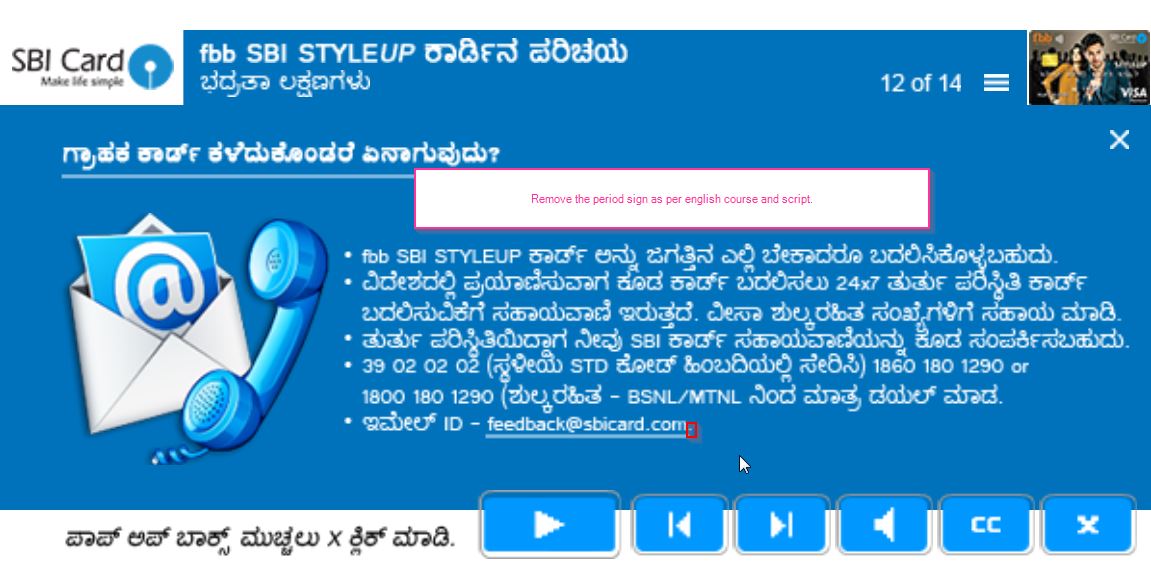 SBI Card
Make life simple
fbb SBI STYLEUP ಕಾರ್ಡಿನ ಪರಿಚಯ
ಭದ್ರತಾ ಲಕ್ಷಣಗಳು
12 of 14
fbb
SBI Card
STYLEUP
VISA
ಗ್ರಾಹಕ ಕಾರ್ಡ್ ಕಳೆದುಕೊಂಡರೆ ಏನಾಗುವುದು?
Remove the period sign as per english course and script.
• fbb SBI STYLEUP ಕಾರ್ಡ್ ಅನ್ನು ಜಗತ್ತಿನ ಎಲ್ಲಿ ಬೇಕಾದರೂ ಬದಲಿಸಿಕೊಳ್ಳಬಹುದು.
• ವಿದೇಶದಲ್ಲಿ ಪ್ರಯಾಣಿಸುವಾಗ ಕೂಡ ಕಾರ್ಡ್ ಬದಲಿಸಲು 24x7 ತುರ್ತು ಪರಿಸ್ಥಿತಿ ಕಾರ್ಡ್
ಬದಲಿಸುವಿಕೆಗೆ ಸಹಾಯವಾಣಿ ಇರುತ್ತದೆ. ವೀಸಾ ಶುಲ್ಕರಹಿತ ಸಂಖ್ಯೆಗಳಿಗೆ ಸಹಾಯ ಮಾಡಿ.
• ತುರ್ತು ಪರಿಸ್ಥಿತಿಯಿದ್ದಾಗ ನೀವು SBI ಕಾರ್ಡ್ ಸಹಾಯವಾಣಿಯನ್ನು ಕೂಡ ಸಂಪರ್ಕಿಸಬಹುದು.
• 39 02 02 02 (ಸ್ಥಳೀಯ STD ಕೋಡ್ ಹಿಂಬದಿಯಲ್ಲಿ ಸೇರಿಸಿ) 1860 180 1290 or
1800 180 1290 (ಶುಲ್ಕರಹಿತ – BSNL/MTNL ನಿಂದ ಮಾತ್ರ ಡಯಲ್ ಮಾಡ.
• ಇಮೇಲ್ ID – feedback@sbicard.com.
ಪಾಪ್ ಅಪ್ ಬಾಕ್ಸ್ ಮುಚ್ಚಲು X ಕ್ಲಿಕ್ ಮಾಡಿ.
CC